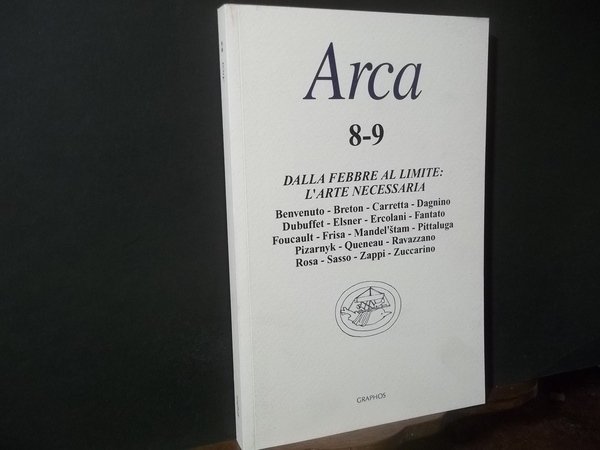 Arca
8-9
DALLA FEBBRE AL LIMITE:
L'ARTE NECESSARIA
Benvenuto - Breton - Carretta - Dagnino
Dubuffet - Elsner - Ercolani - Fantato
Foucault - Frisa - Mandel'štam - Pittaluga
Pizarnyk - Queneau - Ravazzano
Rosa - Sasso - Zappi - Zuccarino
GRAPHOS